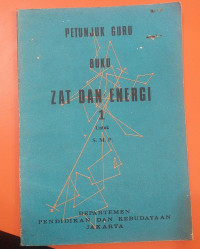 PETUNJUK GURU
BUKU
ZAT DAN ENERGI
1
S. M. P.
DEPARTEMEN
PENDIDIKAN DAN KEBUDAYAAN
JAKARTA